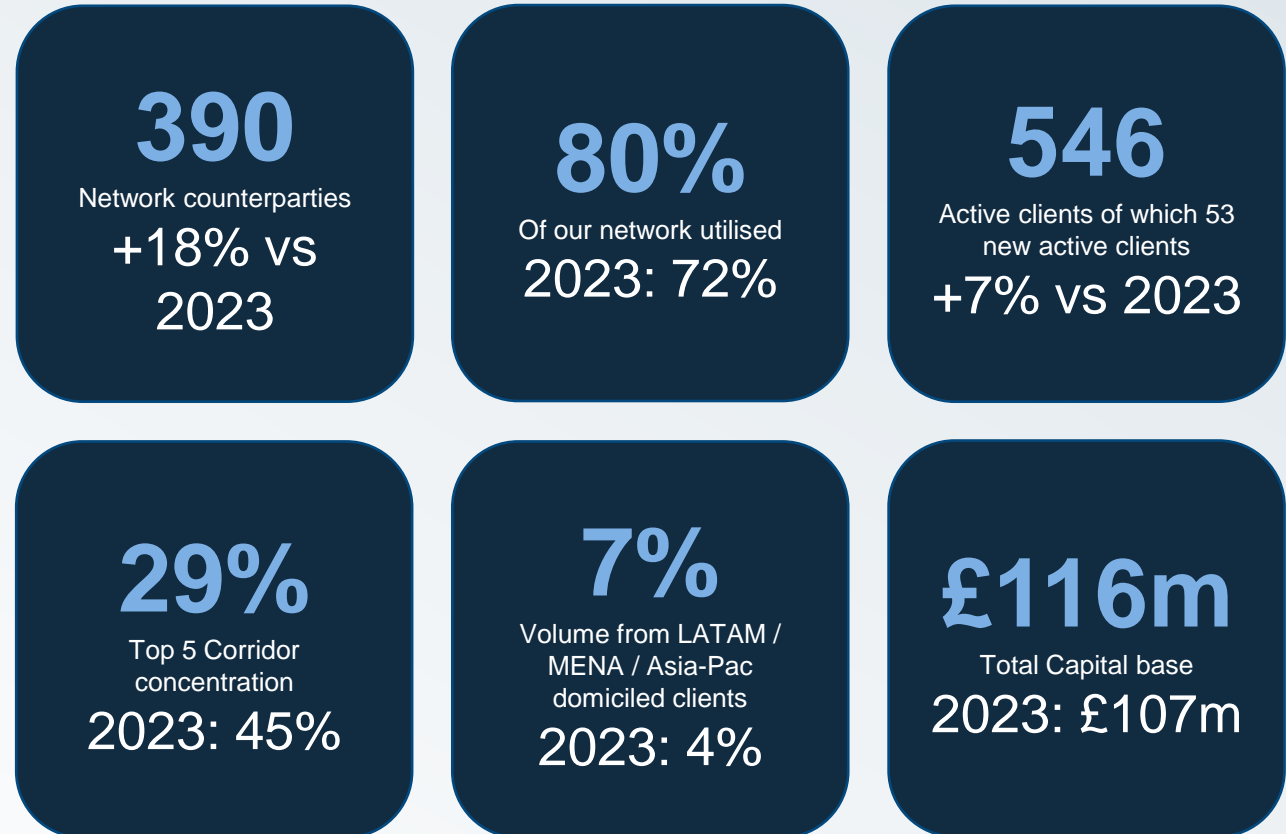 390
Network counterparties
+18% vs
2023
80%
Of our network utilised
2023: 72%
546
Active clients of which 53
new active clients
+7% vs 2023
29%
Top 5 Corridor
concentration
2023: 45%
7%
Volume from LATAM /
MENA / Asia-Pac
domiciled clients
2023: 4%
£116m
Total Capital base
2023: £107m